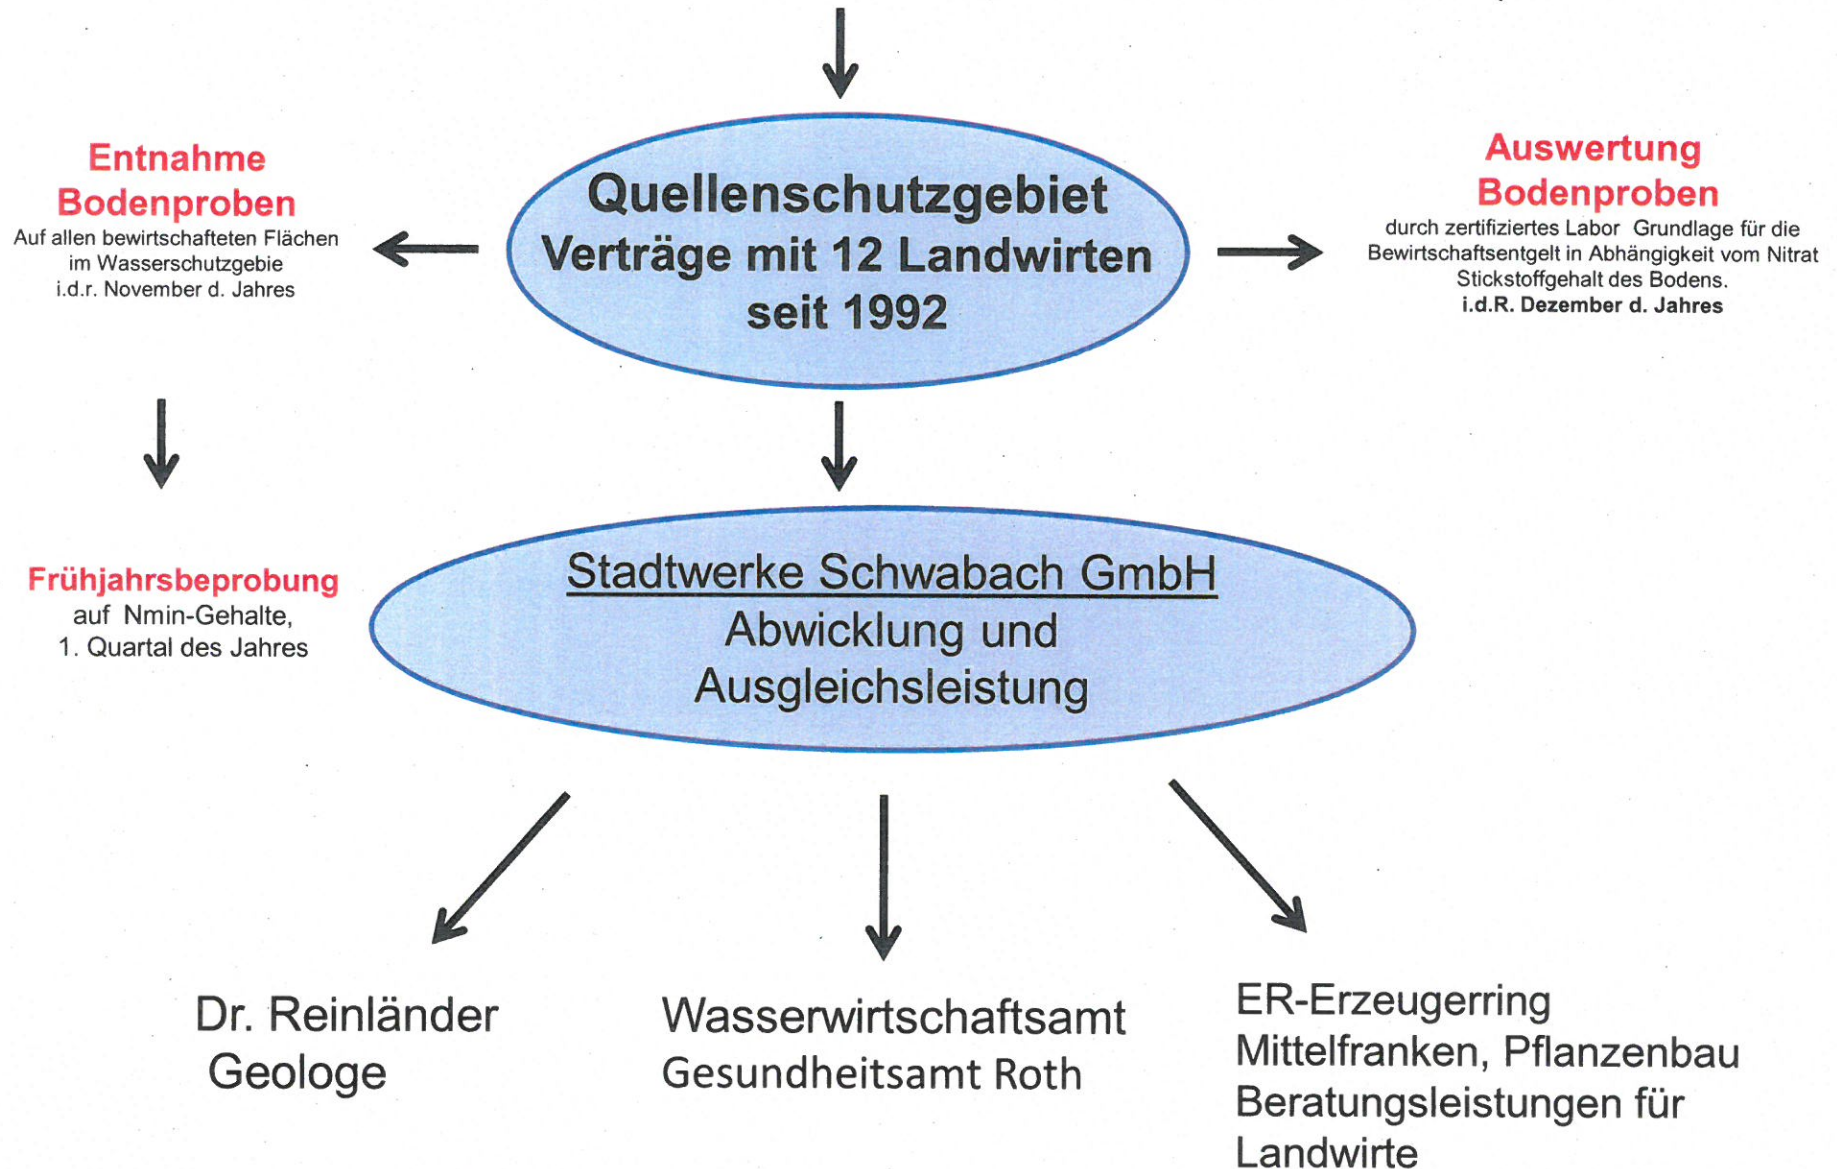 Entnahme
Bodenproben
Auf allen bewirtschafteten Flächen
im Wasserschutzgebie
i.d.r. November d. Jahres
Quellenschutzgebiet
Verträge mit 12 Landwirten
seit 1992
Auswertung
Bodenproben
durch zertifiziertes Labor Grundlage für die
Bewirtschaftsentgelt in Abhängigkeit vom Nitrat
Stickstoffgehalt des Bodens.
i.d.R. Dezember d. Jahres
Frühjahrsbeprobung
auf Nmin-Gehalte,
1. Quartal des Jahres
Stadtwerke Schwabach GmbH
Abwicklung und
Ausgleichsleistung
Dr. Reinländer
Geologe
Wasserwirtschaftsamt
Gesundheitsamt Roth
ER-Erzeugerring
Mittelfranken, Pflanzenbau
Beratungsleistungen für
Landwirte